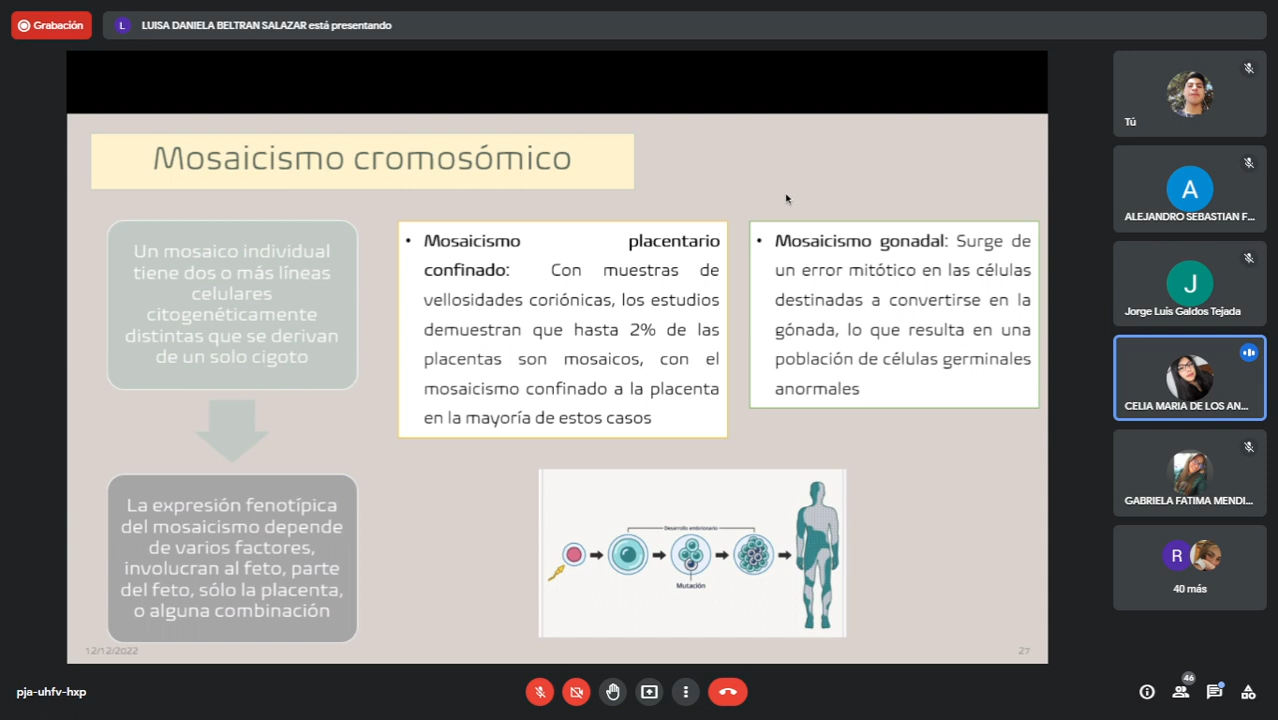 Grabación
L
LUISA DANIELA BELTRAN SALAZAR está presentando
Mosaicismo cromosómico
Un mosaico individual
tiene dos o más líneas
celulares
citogenéticamente
distintas que se derivan
de un solo cigoto
La expresión fenotípica
del mosaicismo depende
de varios factores,
involucran al feto, parte
del feto, sólo la placenta,
o alguna combinación
• Mosaicismo placentario
confinado: Con muestras de
vellosidades coriónicas, los estudios
demuestran que hasta 2% de las
placentas son mosaicos, con el
mosaicismo confinado a la placenta
en la mayoría de estos casos
• Mosaicismo gonadal: Surge de
un error mitótico en las células
destinadas a convertirse en la
gónada, lo que resulta en una
población de células germinales
anormales
Desarrollo embrionario
Mutación
12/12/2022
27
Tú
A
ALEJANDRO SEBASTIAN F...
J
Jorge Luis Galdos Tejada
CELIA MARIA DE LOS AN...
GABRIELA FATIMA MENDI...
R
40 más
pja-uhfv-hxp
46